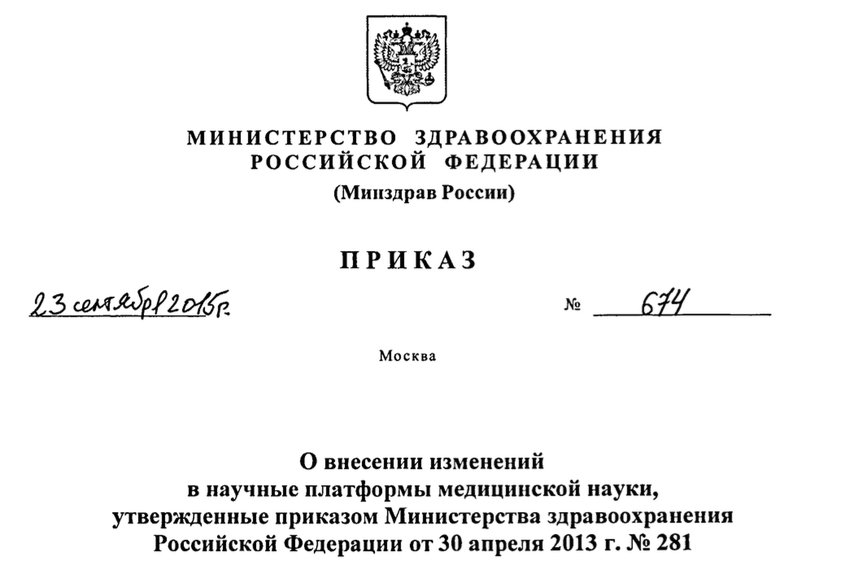 МИНИСТЕРСТВО ЗДРАВООХРАНЕНИЯ
РОССИЙСКОЙ ФЕДЕРАЦИИ
(Минздрав России)
ПРИКАЗ
23 сентября 2015г. № 674
Москва
О внесении изменений
в научные платформы медицинской науки,
утвержденные приказом Министерства здравоохранения
Российской Федерации от 30 апреля 2013 г. № 281